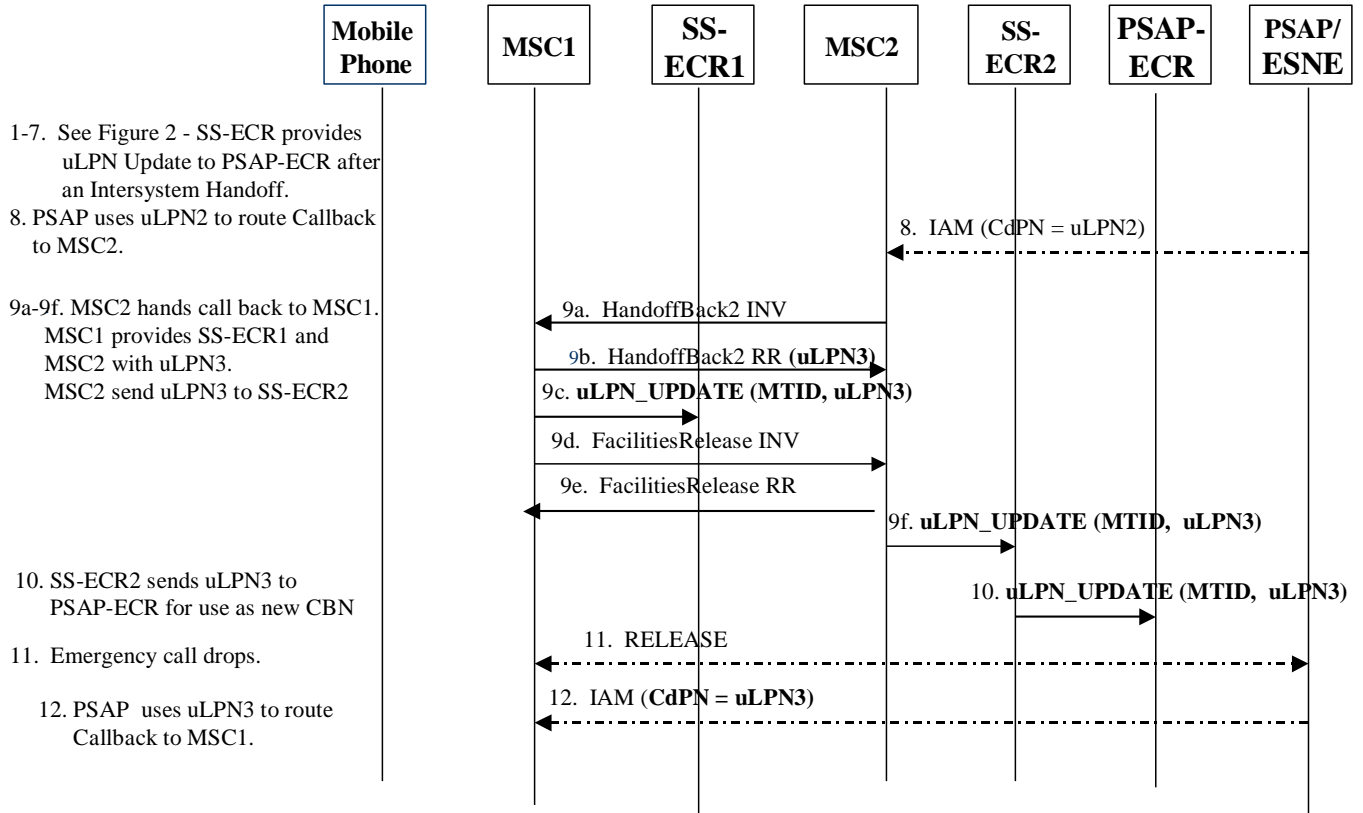 Mobile
Phone
MSC1
SS-
ECR1
MSC2
SS-
ECR2
PSAP-
ECR
PSAP/
ESNE
1-7. See Figure 2 - SS-ECR provides
uLPN Update to PSAP-ECR after
an Intersystem Handoff.
8. PSAP uses uLPN2 to route Callback
to MSC2.
8. IAM (CdPN = uLPN2)
9a-9f. MSC2 hands call back to MSC1.
MSC1 provides SS-ECR1 and
MSC2 with uLPN3.
MSC2 send uLPN3 to SS-ECR2
9a. HandoffBack2 INV
9b. HandoffBack2 RR (uLPN3)
9c. uLPN_UPDATE (MTID, uLPN3)
9d. FacilitiesRelease INV
9e. FacilitiesRelease RR
9f. uLPN_UPDATE (MTID, uLPN3)
10. SS-ECR2 sends uLPN3 to
PSAP-ECR for use as new CBN
10. uLPN_UPDATE (MTID, uLPN3)
11. Emergency call drops.
11. RELEASE
12. PSAP uses uLPN3 to route
Callback to MSC1.
12. IAM (CdPN = uLPN3)